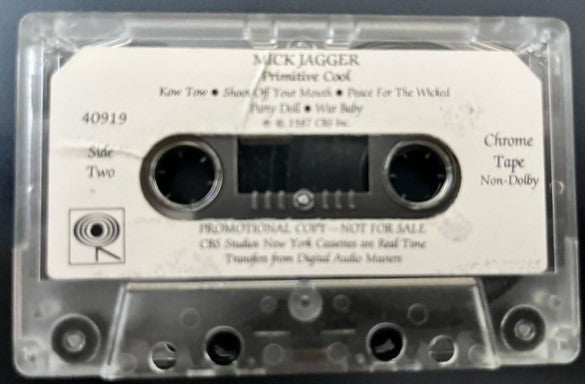 MICK JAGGER
Primitive Cool
Kow Tow • Shoot Off Your Mouth • Peace For The Wicked
Party Doll • War Baby
℗ © 1987 CBS Inc.
40919
Side
Two
Chrome
Tape
Non-Dolby
PROMOTIONAL COPY—NOT FOR SALE
CBS Studios New York Cassettes are Real Time
Transfers from Digital Audio Masters